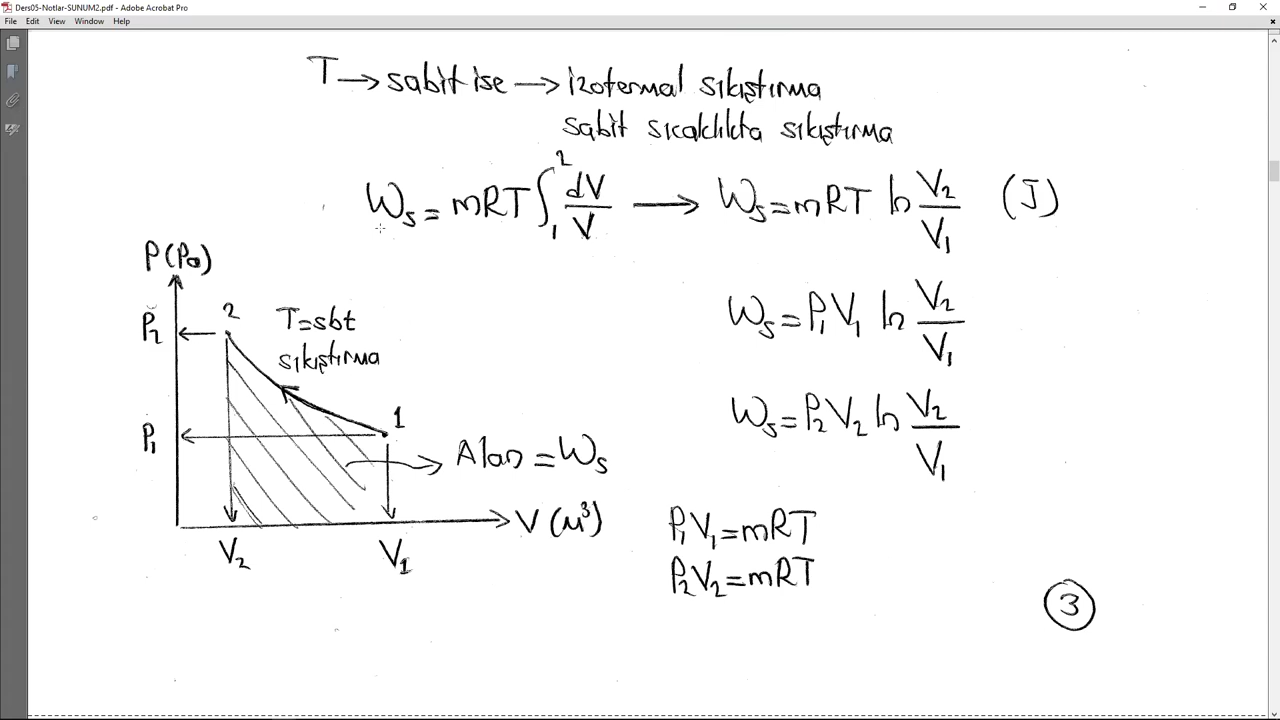 Ders05-Notlar-SUNUM2.pdf - Adobe Acrobat Pro
File Edit View Window Help
T → sabit ise → izotermal sıkıştırma
sabit sıcaklıkta sıkıştırma
Ws = mRT ∫₁² dV/V → Ws = mRT ln V₂/V₁ (J)
P(Pa)
Ws = P₁V₁ ln V₂/V₁
P₂
2
T=sbt
sıkıştırma
Ws = P₂V₂ ln V₂/V₁
P₁
1
Alan = Ws
V (m³)
V₂
V₁
P₁V₁ = mRT
P₂V₂ = mRT
3